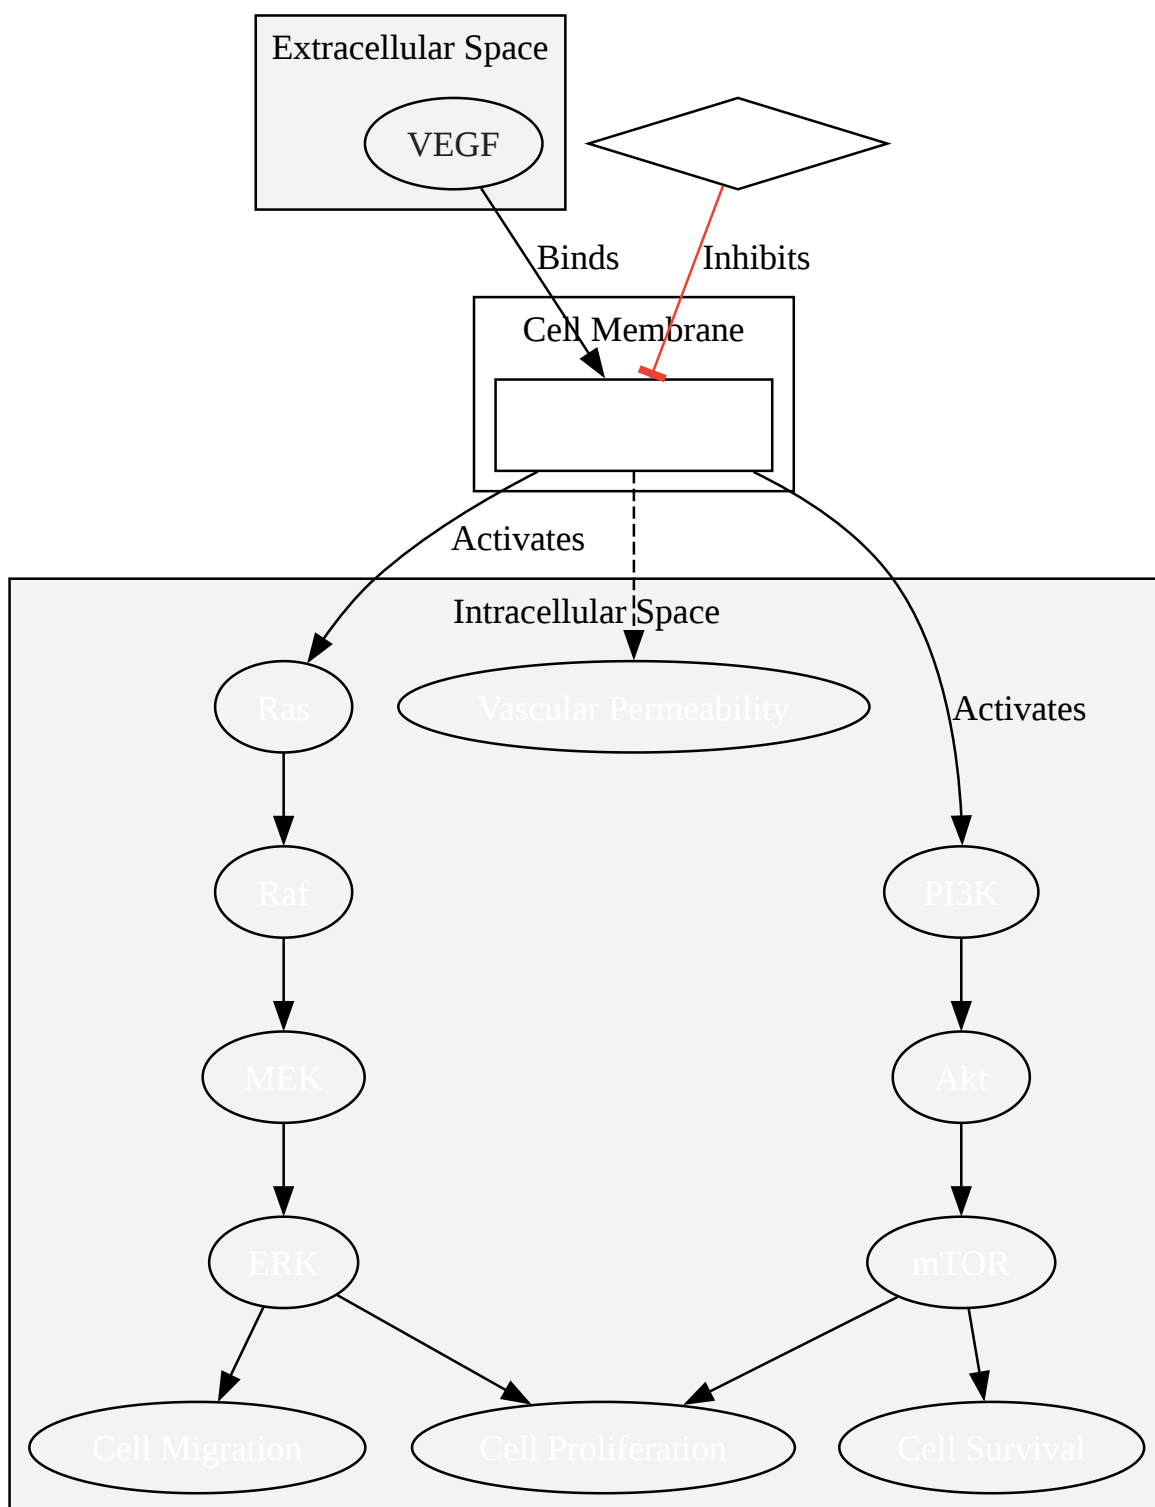 Extracellular Space
VEGF
Binds
Inhibits
Cell Membrane
Activates
Intracellular Space
Ras
Vascular Permeability
Activates
Raf
PI3K
MEK
Akt
ERK
mTOR
Cell Migration
Cell Proliferation
Cell Survival